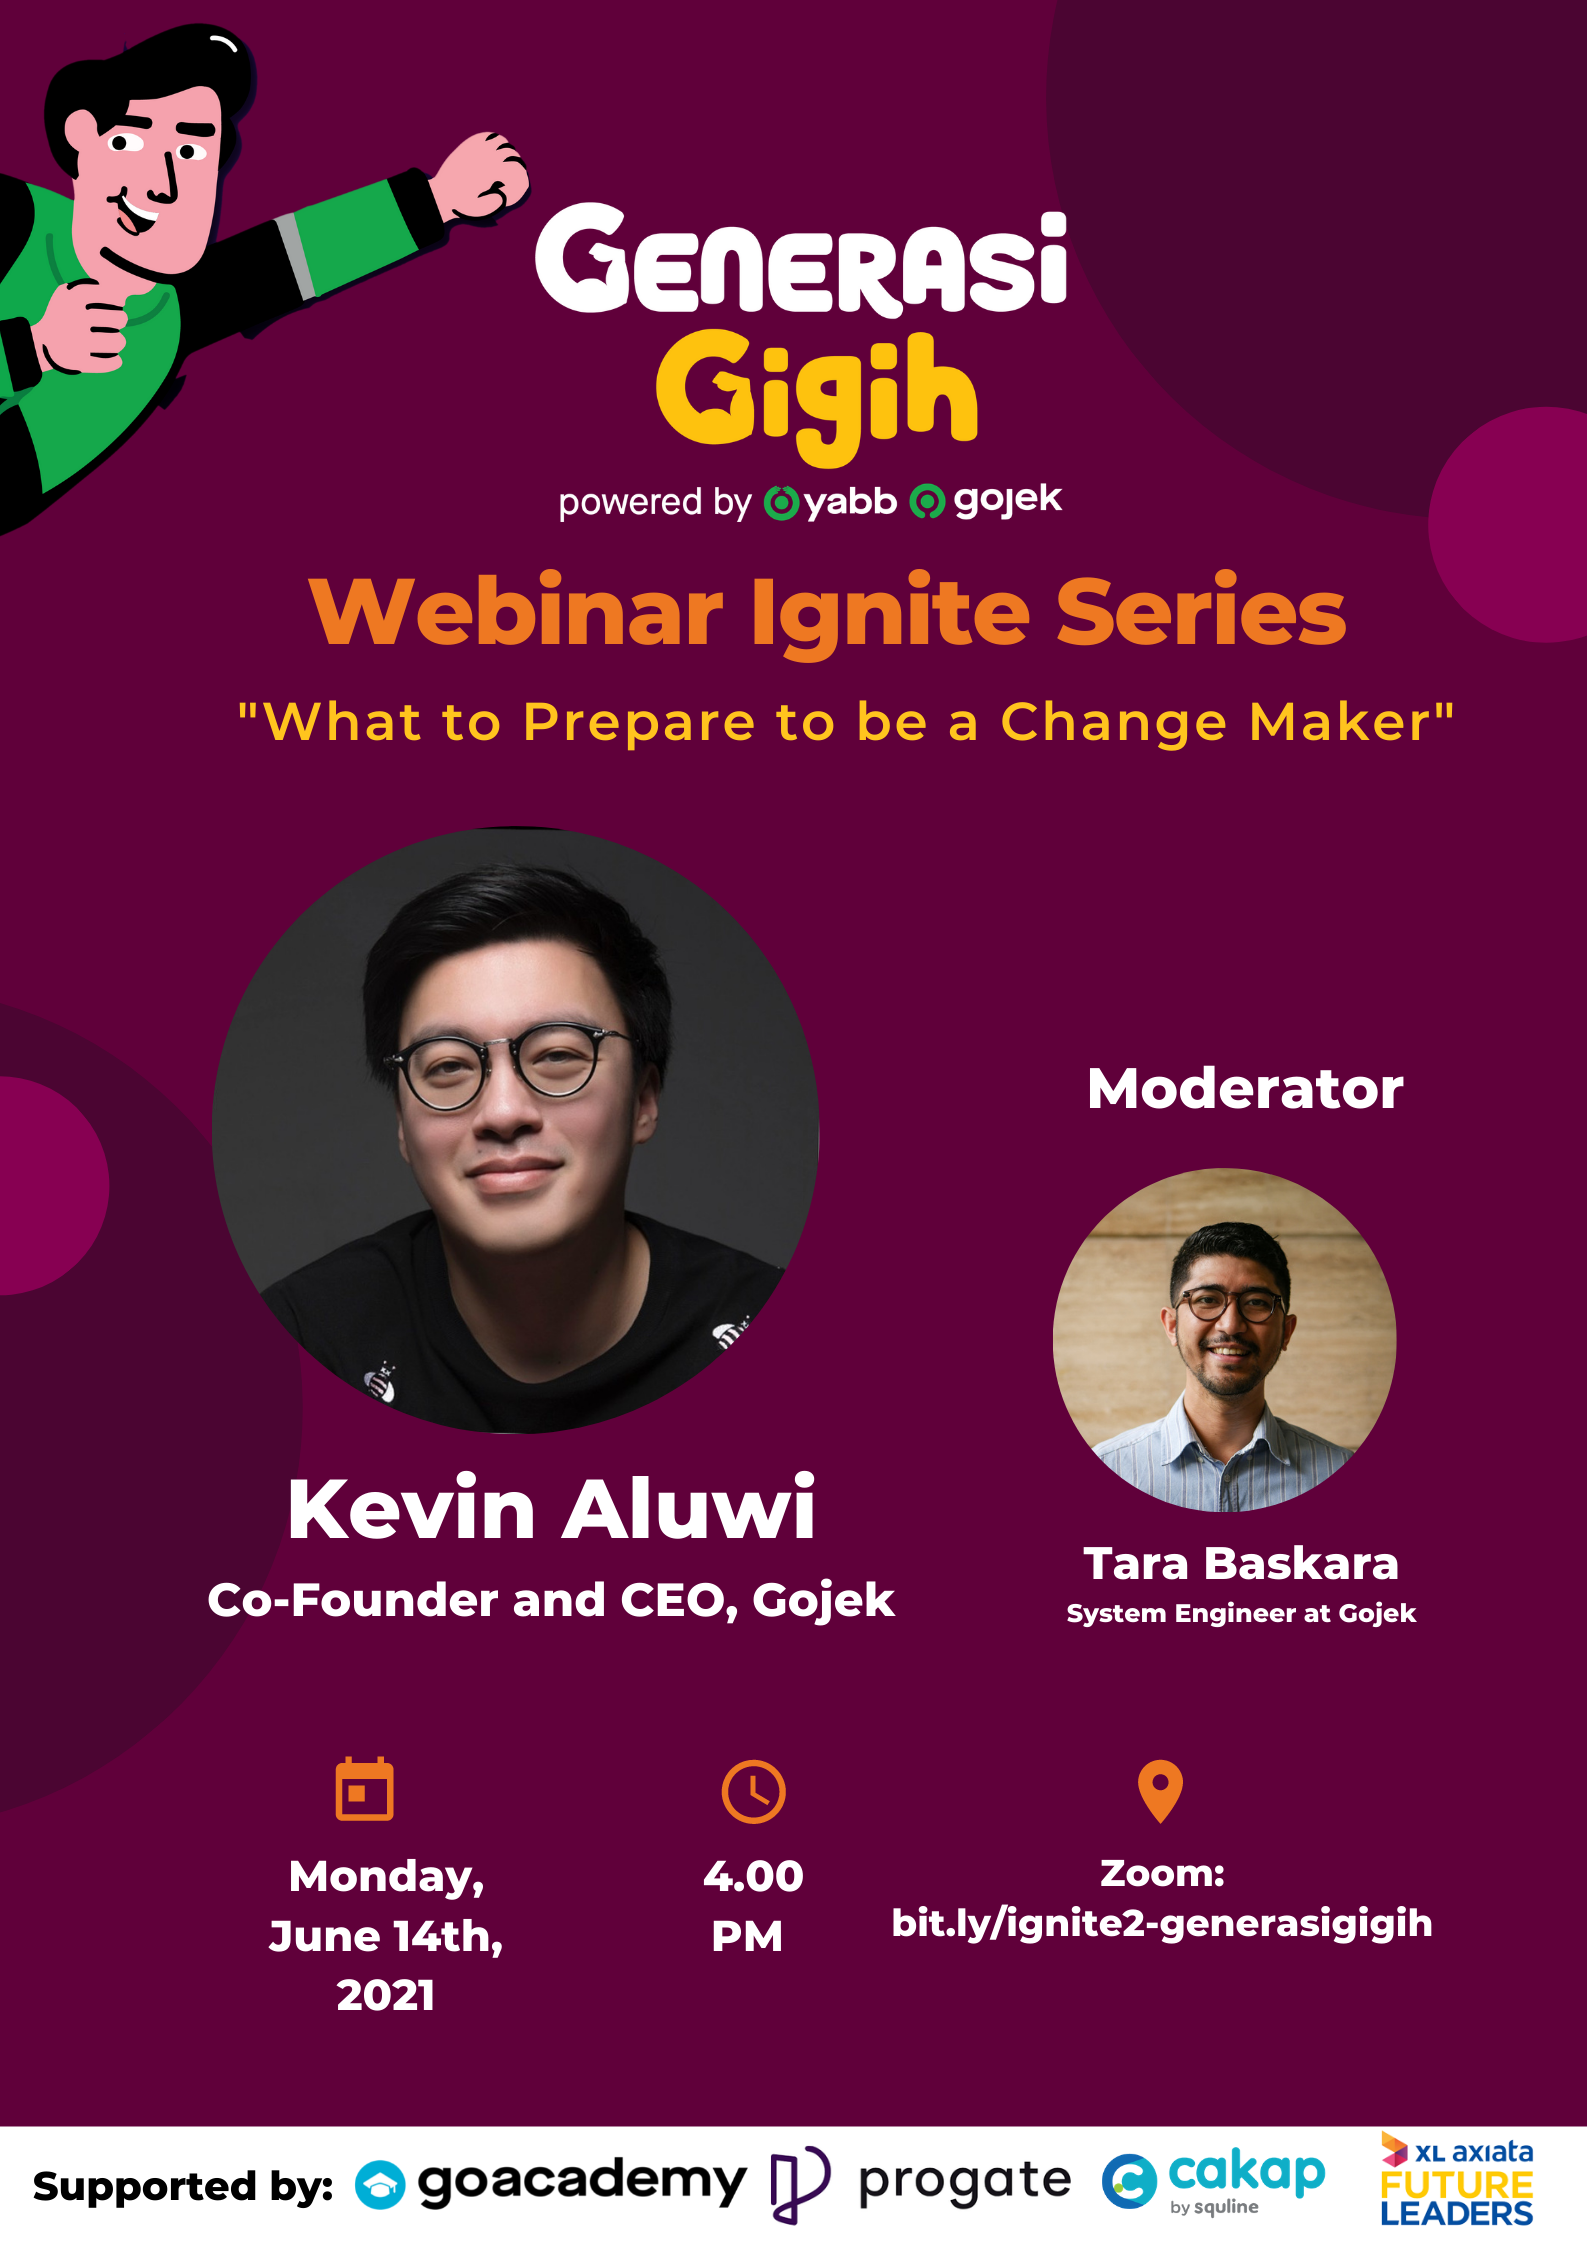 GENERASI
Gigih
powered by yabb gojek
Webinar Ignite Series
"What to Prepare to be a Change Maker"
Kevin Aluwi
Co-Founder and CEO, Gojek
Moderator
Tara Baskara
System Engineer at Gojek
Monday,
June 14th,
2021
4.00
PM
Zoom:
bit.ly/ignite2-generasigigih
Supported by: goacademy progate cakap
by squline
XL axiata
FUTURE
LEADERS